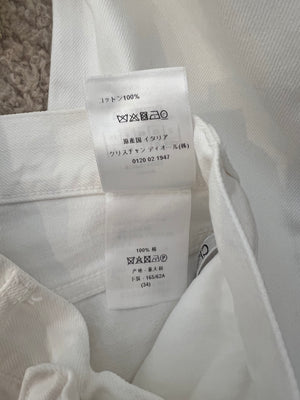 コットン100%
原産国 イタリア
クリスチャン ディオール(株)
0120 02 1947
100% 棉
产地：意大利
下装：165/62A
(34)